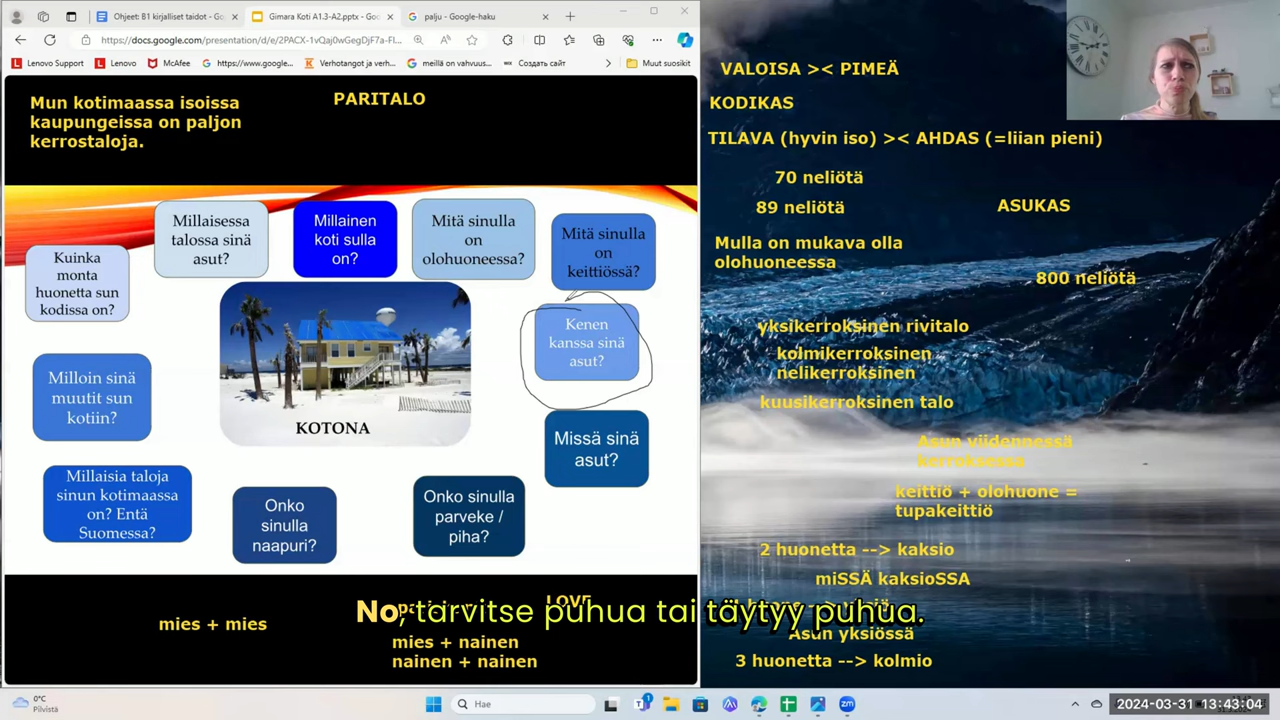 Ohjeet: B1 kirjalliset taidot - Go
Gimara Koti A1.3-A2.pptx - Goo
palju - Google-haku
https://docs.google.com/presentation/d/e/2PACX-1vQaj0wGegDjF7a-Fl...
Lenovo Support
Lenovo
McAfee
https://www.google...
Verhotangot ja verh...
meillä on vahvuus...
Создать сайт
Muut suosikit
Mun kotimaassa isoissa
kaupungeissa on paljon
kerrostaloja.
PARITALO
Millaisessa
talossa sinä
asut?
Millainen
koti sulla
on?
Mitä sinulla
on
olohuoneessa?
Mitä sinulla
on
keittiössä?
Kuinka
monta
huonetta sun
kodissa on?
Kenen
kanssa sinä
asut?
Milloin sinä
muutit sun
kotiin?
KOTONA
Missä sinä
asut?
Millaisia taloja
sinun kotimaassa
on? Entä
Suomessa?
Onko
sinulla
naapuri?
Onko sinulla
parveke /
piha?
LOVE
mies + mies
mies + nainen
nainen + nainen
VALOISA >< PIMEÄ
KODIKAS
TILAVA (hyvin iso) >< AHDAS (=liian pieni)
70 neliötä
89 neliötä
ASUKAS
Mulla on mukava olla
olohuoneessa
800 neliötä
yksikerroksinen rivitalo
kolmikerroksinen
nelikerroksinen
kuusikerroksinen talo
Asun viidennessä
kerroksessa
keittiö + olohuone =
tupakeittiö
2 huonetta --> kaksio
miSSÄ kaksioSSA
No, tarvitse puhua tai täytyy puhua.
Asun yksiössä
3 huonetta --> kolmio
0°C
Pilvistä
Hae
2024-03-31 13:43:04